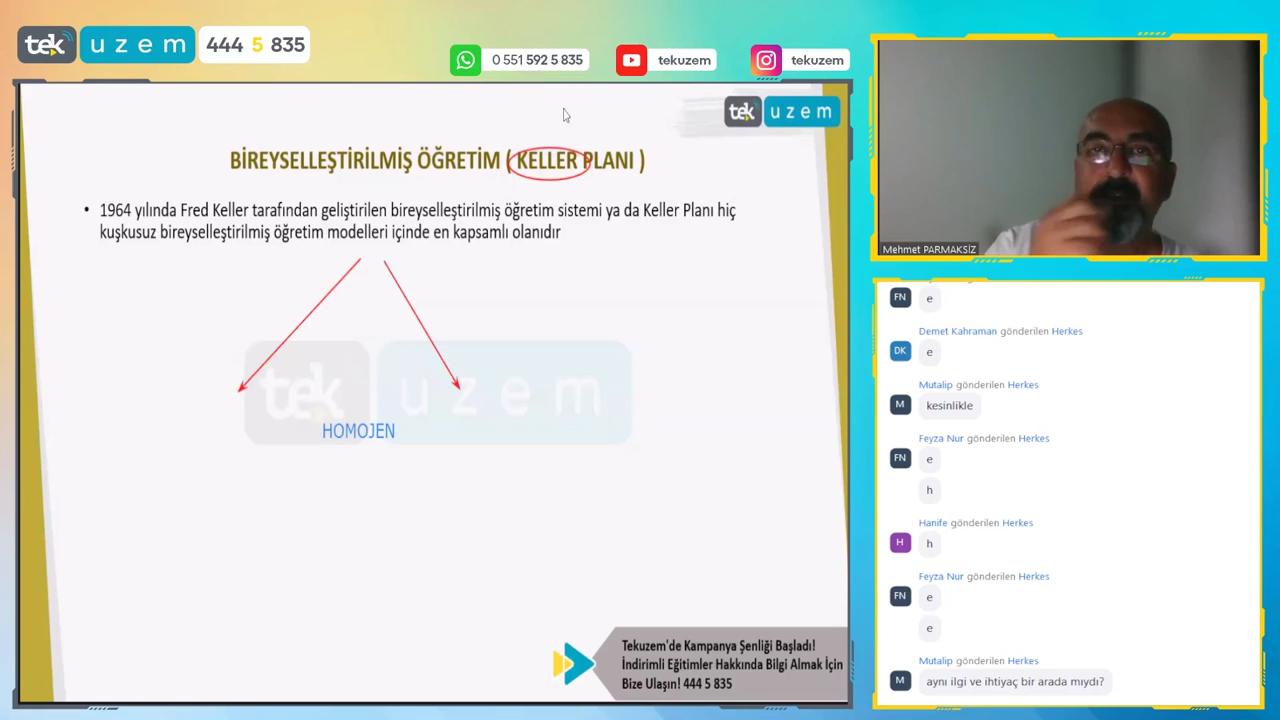 tek uzem 444 5 835
0 551 592 5 835
tekuzem
tekuzem
tek uzem
BİREYSELLEŞTİRİLMİŞ ÖĞRETİM ( KELLER PLANI )
• 1964 yılında Fred Keller tarafından geliştirilen bireyselleştirilmiş öğretim sistemi ya da Keller Planı hiç
kuşkusuz bireyselleştirilmiş öğretim modelleri içinde en kapsamlı olanıdır
tek uzem
HOMOJEN
Tekuzem'de Kampanya Şenliği Başladı!
İndirimli Eğitimler Hakkında Bilgi Almak İçin
Bize Ulaşın! 444 5 835
Mehmet PARMAKSİZ
FN
e
Demet Kahraman gönderilen Herkes
DK
e
Mutalip gönderilen Herkes
M
kesinlikle
Feyza Nur gönderilen Herkes
FN
e
h
Hanife gönderilen Herkes
H
h
Feyza Nur gönderilen Herkes
FN
e
e
Mutalip gönderilen Herkes
M
aynı ilgi ve ihtiyaç bir arada mıydı?